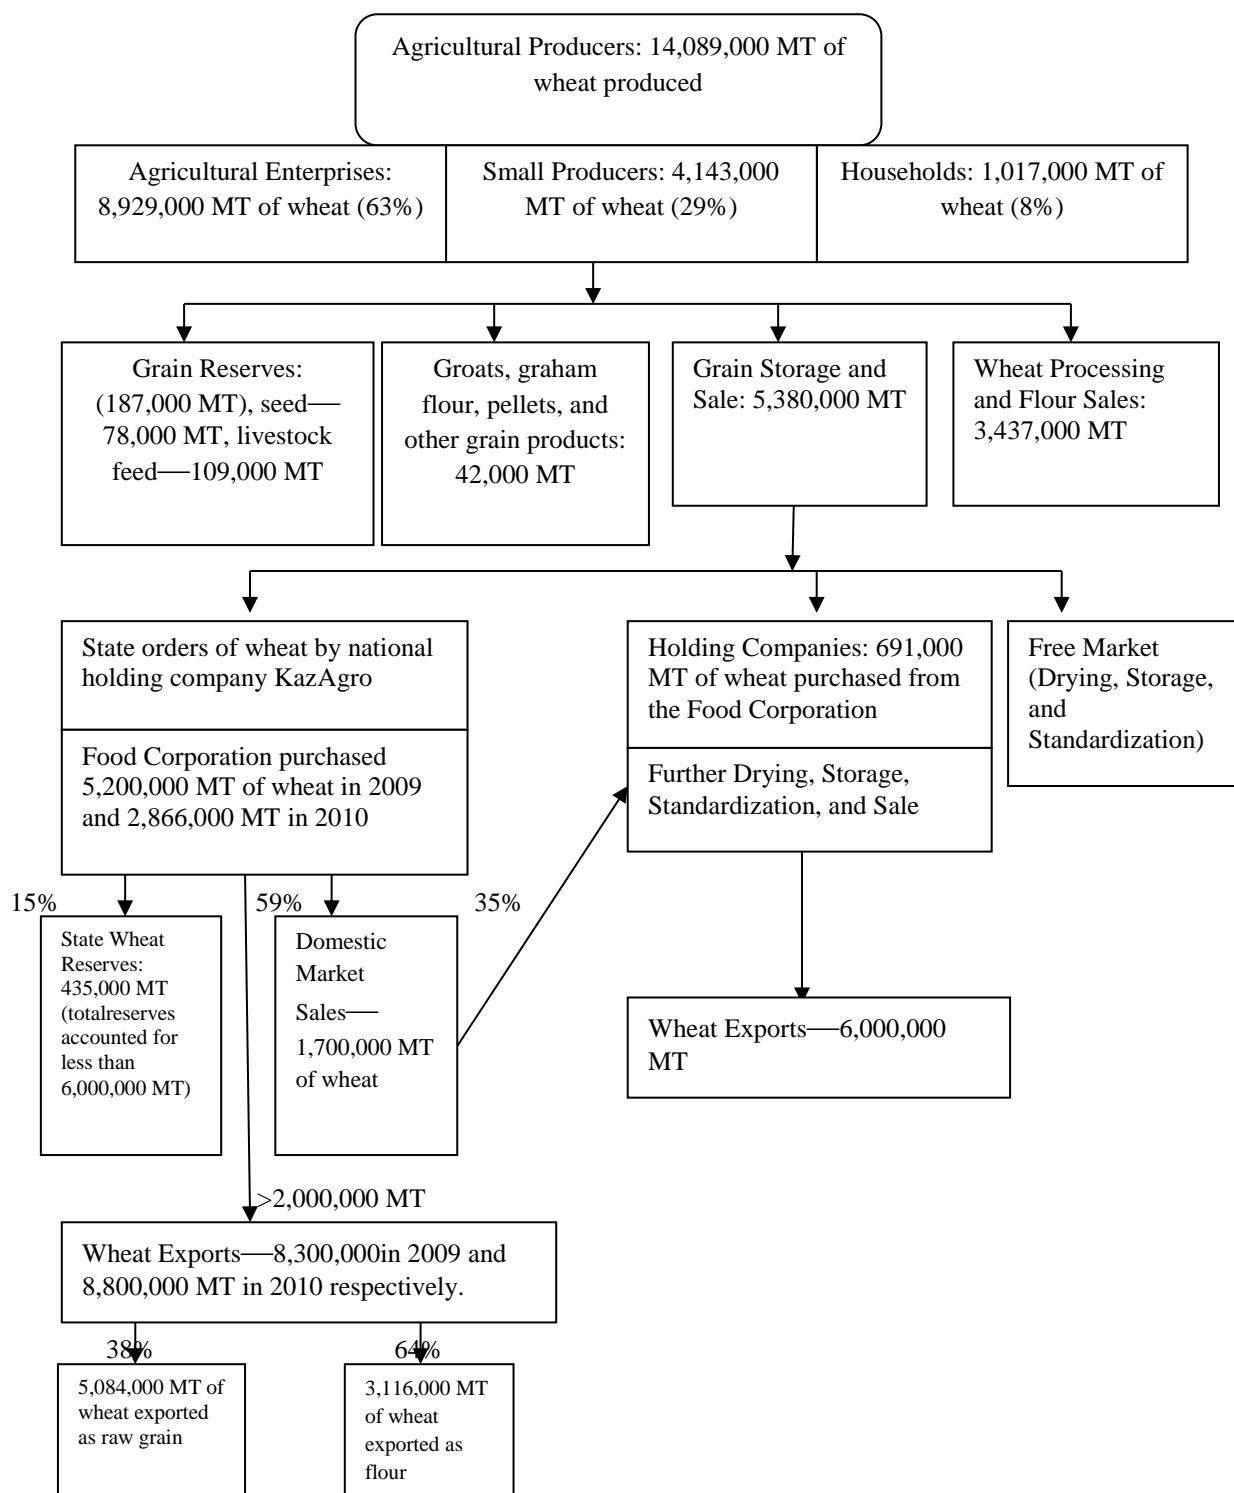 Agricultural Producers: 14,089,000 MT of
wheat produced
Agricultural Enterprises:
8,929,000 MT of wheat (63%)
Small Producers: 4,143,000
MT of wheat (29%)
Households: 1,017,000 MT of
wheat (8%)
Grain Reserves:
(187,000 MT), seed—
78,000 MT, livestock
feed—109,000 MT
Groats, graham
flour, pellets, and
other grain products:
42,000 MT
Grain Storage and
Sale: 5,380,000 MT
Wheat Processing
and Flour Sales:
3,437,000 MT
State orders of wheat by national
holding company KazAgro
Food Corporation purchased
5,200,000 MT of wheat in 2009
and 2,866,000 MT in 2010
Holding Companies: 691,000
MT of wheat purchased from
the Food Corporation
Further Drying, Storage,
Standardization, and Sale
Free Market
(Drying, Storage,
and
Standardization)
15%
59%
35%
State Wheat
Reserves:
435,000 MT
(totalreserves
accounted for
less than
6,000,000 MT)
Domestic
Market
Sales—
1,700,000 MT
of wheat
Wheat Exports—6,000,000
MT
>2,000,000 MT
Wheat Exports—8,300,000in 2009 and
8,800,000 MT in 2010 respectively.
38%
64%
5,084,000 MT of
wheat exported
as raw grain
3,116,000 MT
of wheat
exported as
flour